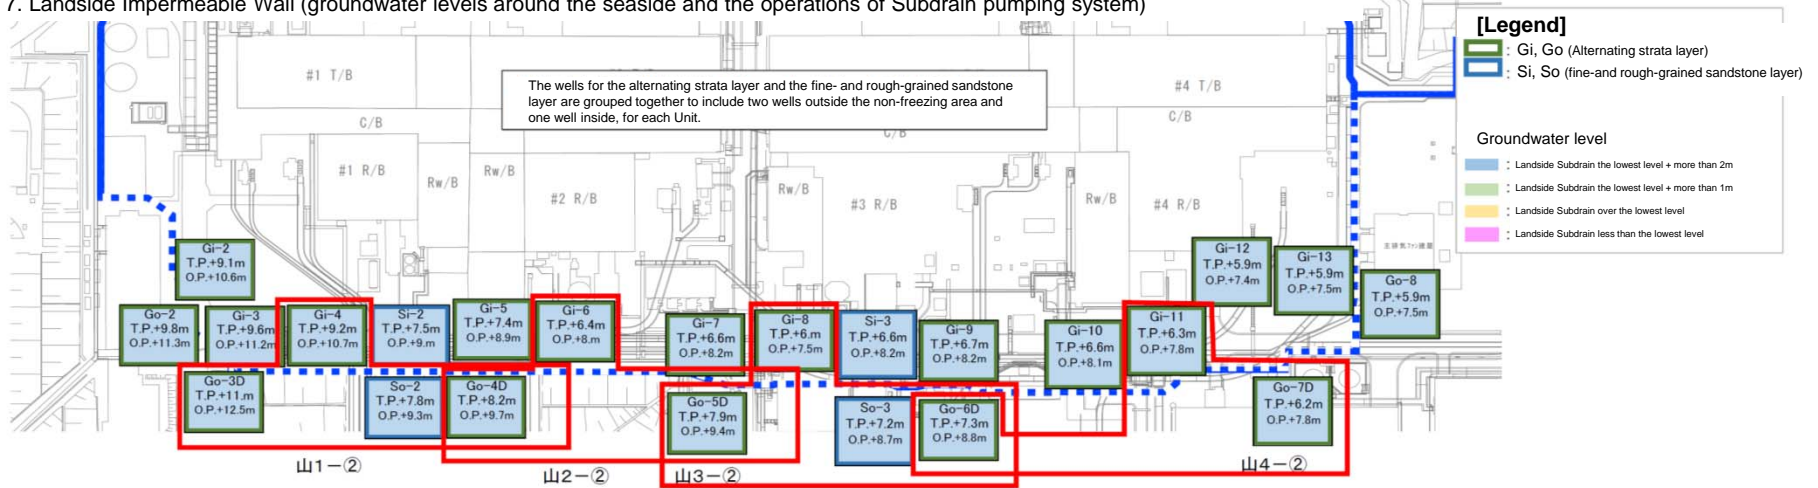 7. Landside Impermeable Wall (groundwater levels around the seaside and the operations of Subdrain pumping system)
[Legend]
: Gi, Go (Alternating strata layer)
: Si, So (fine-and rough-grained sandstone layer)
Groundwater level
: Landside Subdrain the lowest level + more than 2m
: Landside Subdrain the lowest level + more than 1m
: Landside Subdrain over the lowest level
: Landside Subdrain less than the lowest level
#1 T/B
The wells for the alternating strata layer and the fine- and rough-grained sandstone
layer are grouped together to include two wells outside the non-freezing area and
one well inside, for each Unit.
#4 T/B
C/B
C/B
C/B
#1 R/B
Rw/B
Rw/B
#2 R/B
Rw/B
#3 R/B
Rw/B
#4 R/B
Gi-2
T.P.+9.1m
O.P.+10.6m
Gi-12
T.P.+5.9m
O.P.+7.4m
Gi-13
T.P.+5.9m
O.P.+7.5m
Go-8
T.P.+5.9m
O.P.+7.5m
Go-2
T.P.+9.8m
O.P.+11.3m
Gi-3
T.P.+9.6m
O.P.+11.2m
Gi-4
T.P.+9.2m
O.P.+10.7m
Si-2
T.P.+7.5m
O.P.+9.m
Gi-5
T.P.+7.4m
O.P.+8.9m
Gi-6
T.P.+6.4m
O.P.+8.m
Gi-7
T.P.+6.6m
O.P.+8.2m
Gi-8
T.P.+6.m
O.P.+7.5m
Si-3
T.P.+6.6m
O.P.+8.2m
Gi-9
T.P.+6.7m
O.P.+8.2m
Gi-10
T.P.+6.6m
O.P.+8.1m
Gi-11
T.P.+6.3m
O.P.+7.8m
Go-3D
T.P.+11.m
O.P.+12.5m
So-2
T.P.+7.8m
O.P.+9.3m
Go-4D
T.P.+8.2m
O.P.+9.7m
Go-5D
T.P.+7.9m
O.P.+9.4m
So-3
T.P.+7.2m
O.P.+8.7m
Go-6D
T.P.+7.3m
O.P.+8.8m
Go-7D
T.P.+6.2m
O.P.+7.8m
山1-②
山2-②
山3-②
山4-②